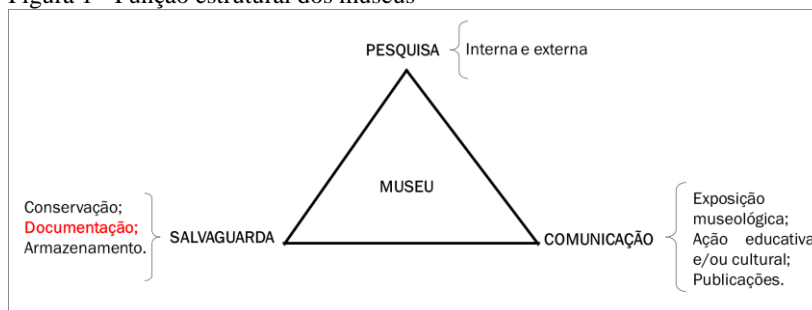 Figura 1 - Função estrutural dos museus
PESQUISA
Interna e externa
MUSEU
Conservação;
Documentação;
Armazenamento.
SALVAGUARDA
COMUNICAÇÃO
Exposição
museológica;
Ação educativa
e/ou cultural;
Publicações.